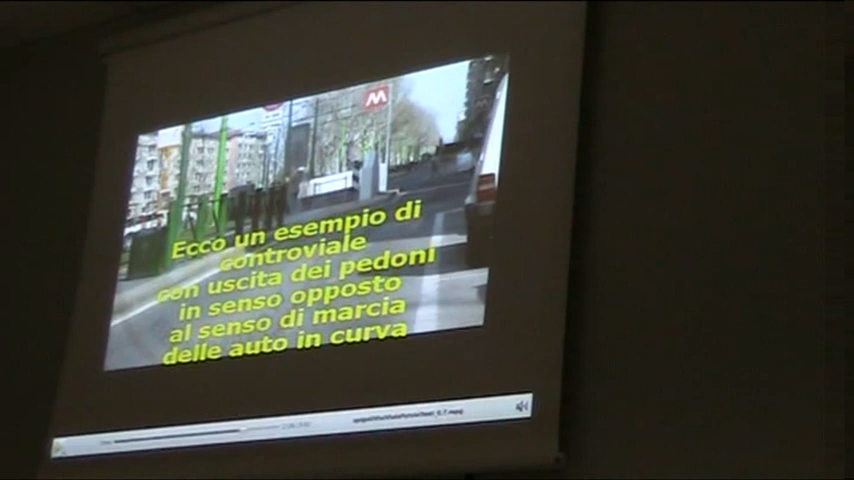 M
Ecco un esempio di
controviale
con uscita dei pedoni
in senso opposto
al senso di marcia
delle auto in curva